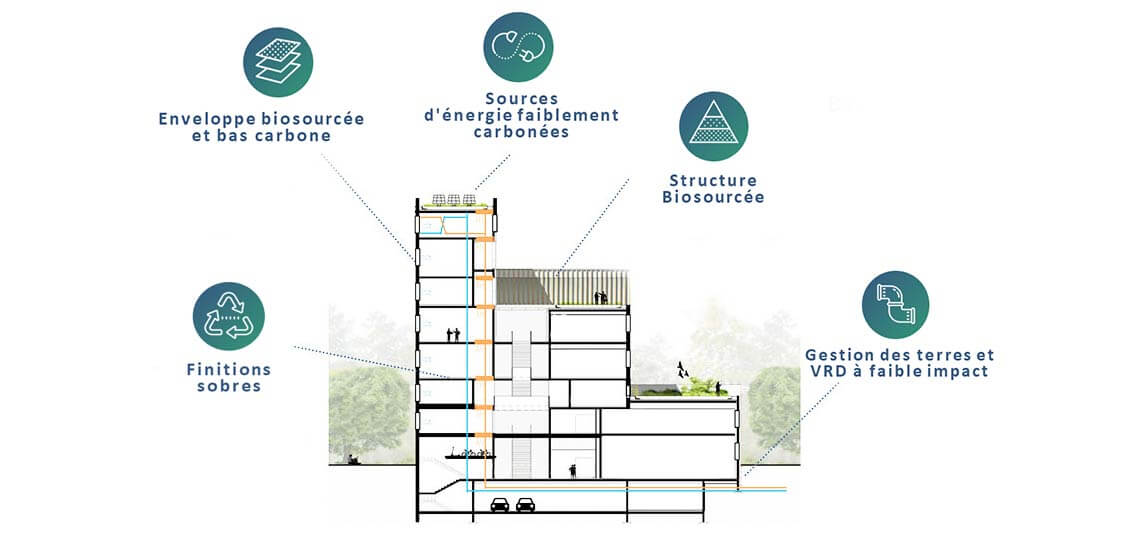 Enveloppe biosourcée
et bas carbone
Sources
d'énergie faiblement
carbonées
Structure
Biosourcée
Finitions
sobres
Gestion des terres et
VRD à faible impact